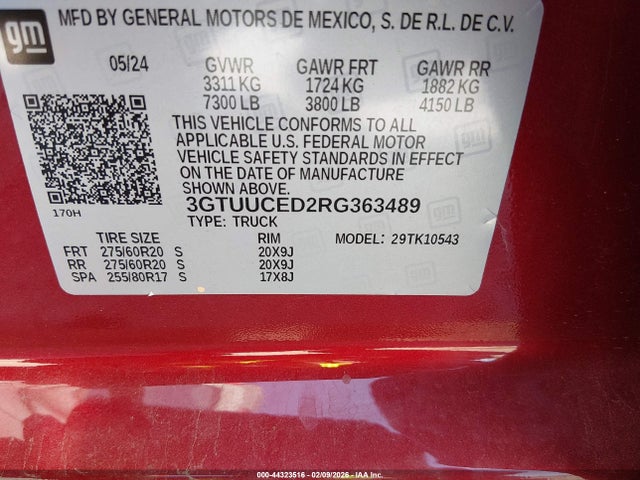 gm
MFD BY GENERAL MOTORS DE MEXICO, S. DE R.L. DE C.V.
05/24 GVWR GAWR FRT GAWR RR
3311 KG 1724 KG 1882 KG
7300 LB 3800 LB 4150 LB
THIS VEHICLE CONFORMS TO ALL
APPLICABLE U.S. FEDERAL MOTOR
VEHICLE SAFETY STANDARDS IN EFFECT
ON THE DATE OF MANUFACTURE
SHOWN ABOVE.
170H
3GTUUCED2RG363489
TYPE: TRUCK
TIRE SIZE RIM MODEL: 29TK10543
FRT 275/60R20 S 20X9J
RR 275/60R20 S 20X9J
SPA 255/80R17 S 17X8J
000-44323516 - 02/09/2026 - IAA Inc.